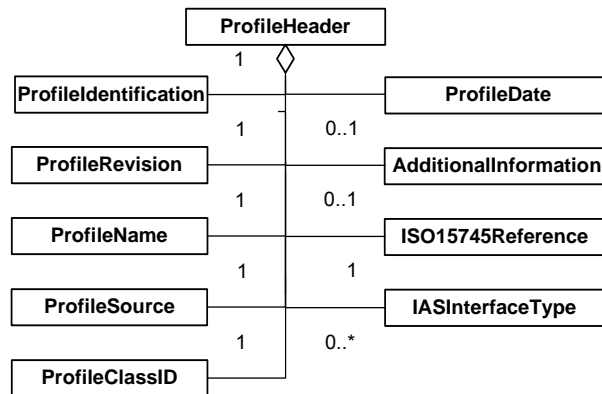 ProfileHeader
1
ProfileIdentification
ProfileDate
1
0..1
ProfileRevision
AdditionalInformation
1
0..1
ProfileName
ISO15745Reference
1
1
ProfileSource
IASInterfaceType
1
0..*
ProfileClassID